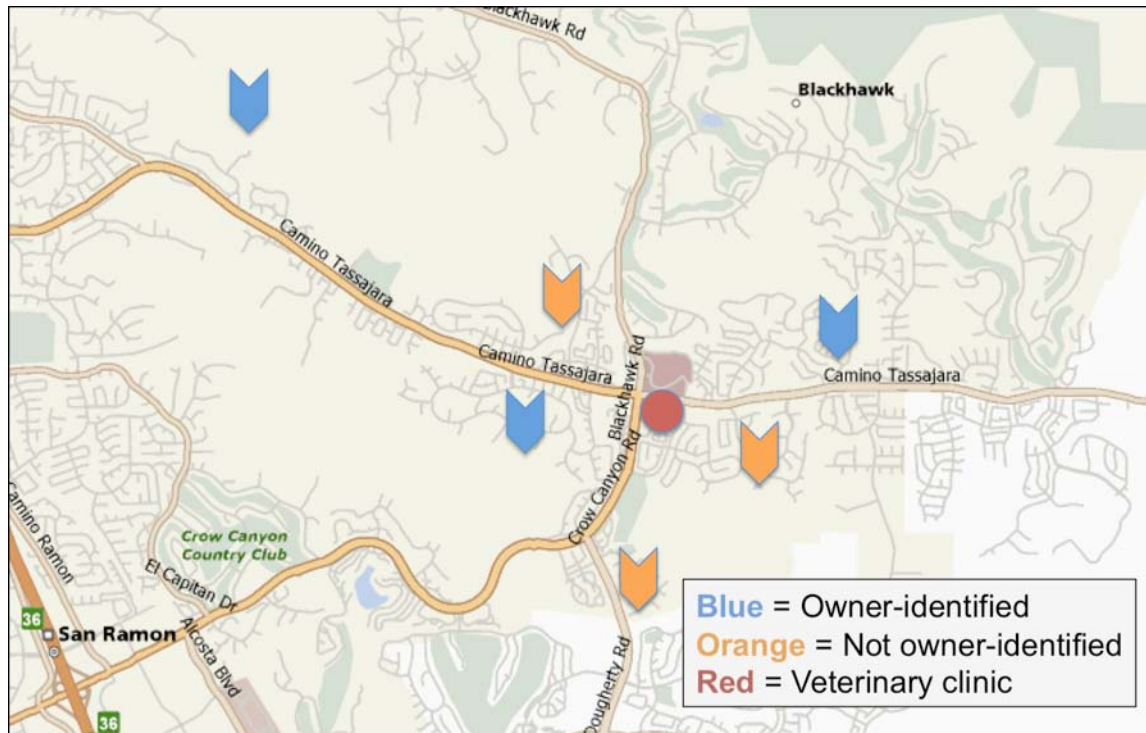 Blackhawk Rd
Blackhawk
Camino Tassajara
Camino Tassajara
Blackhawk Rd
Camino Tassajara
Crow Canyon Rd
Crow Canyon
Country Club
Camino Ramon
El Capitan Dr
36
San Ramon
Alcosta Blvd
36
Dougherty Rd
Blue = Owner-identified
Orange = Not owner-identified
Red = Veterinary clinic